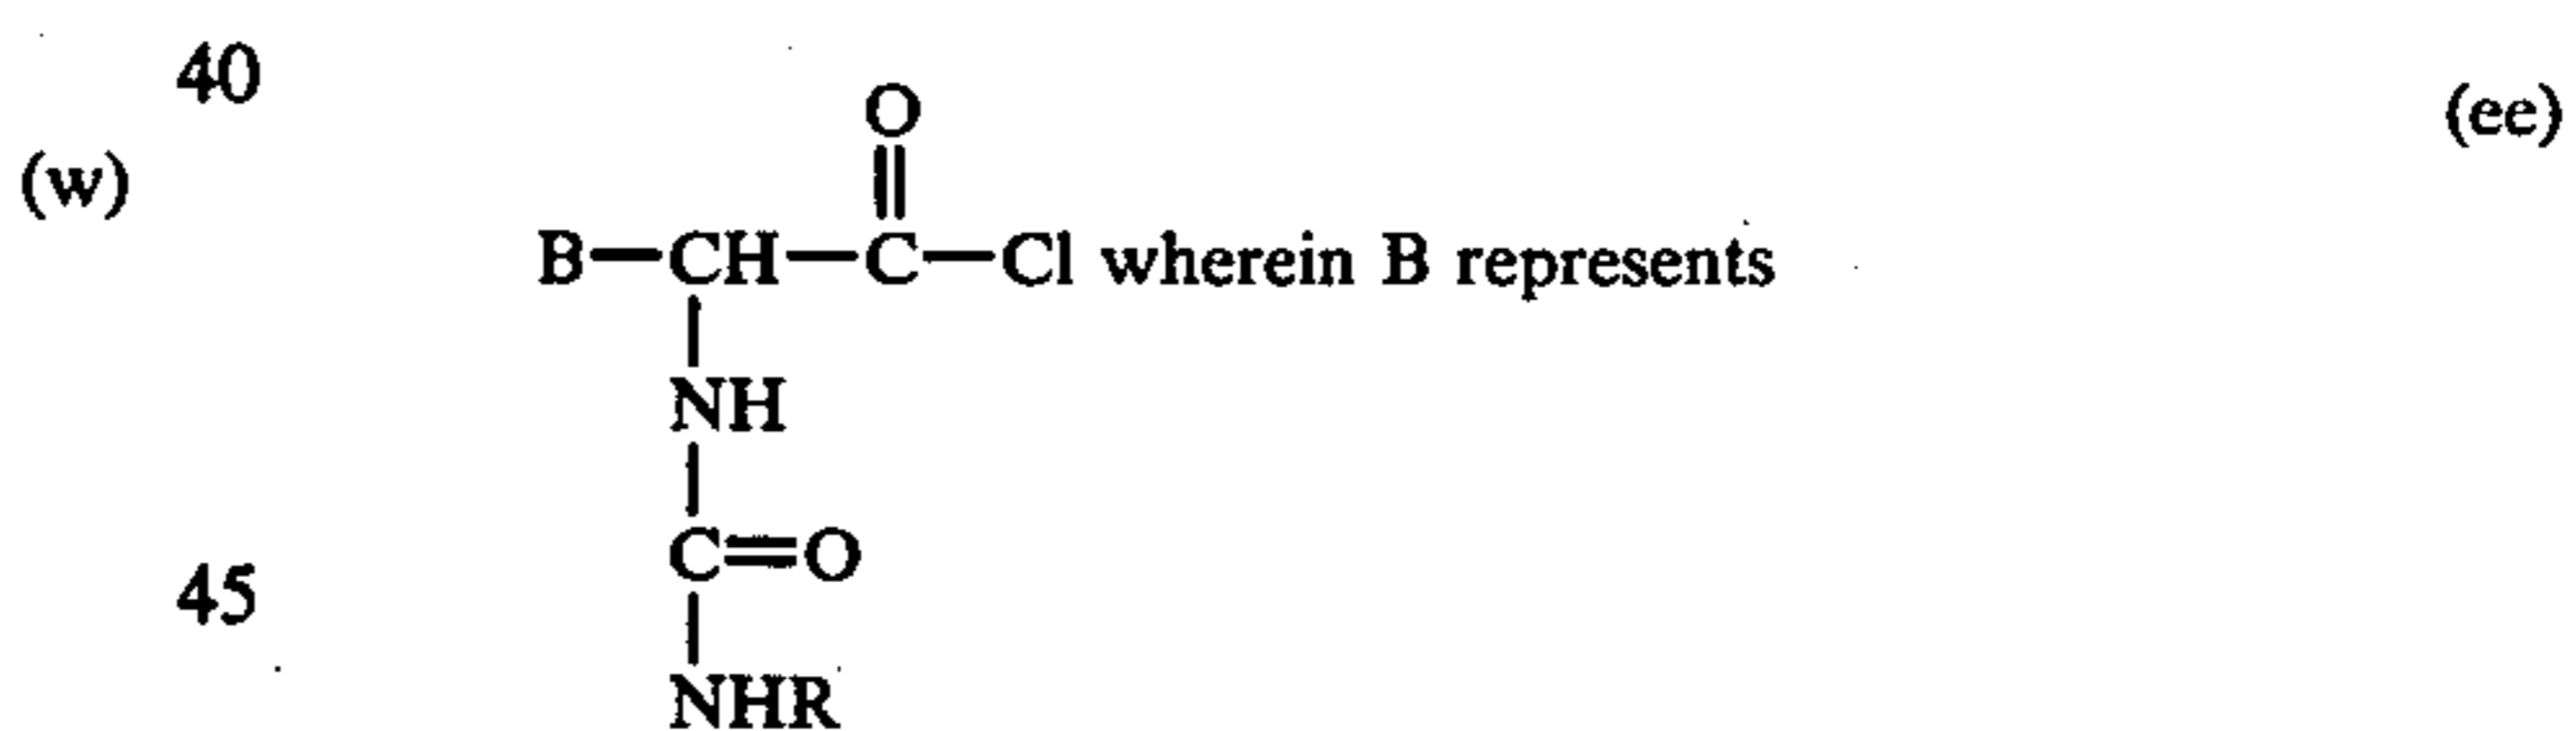 40
O
(ee)
(w)
B—CH—C—Cl wherein B represents
NH
C=O
45
NHR